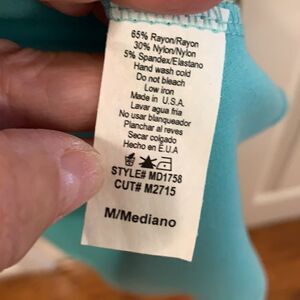 65% Rayon/Rayon
30% Nylon/Nylon
5% Spandex/Elastano
Hand wash cold
Do not bleach
Low iron
Made in U.S.A.
Lavar agua fria
No usar blanqueador
Planchar al reves
Secar colgado
Hecho en E.U.A
STYLE# MD1758
CUT# M2715
M/Mediano